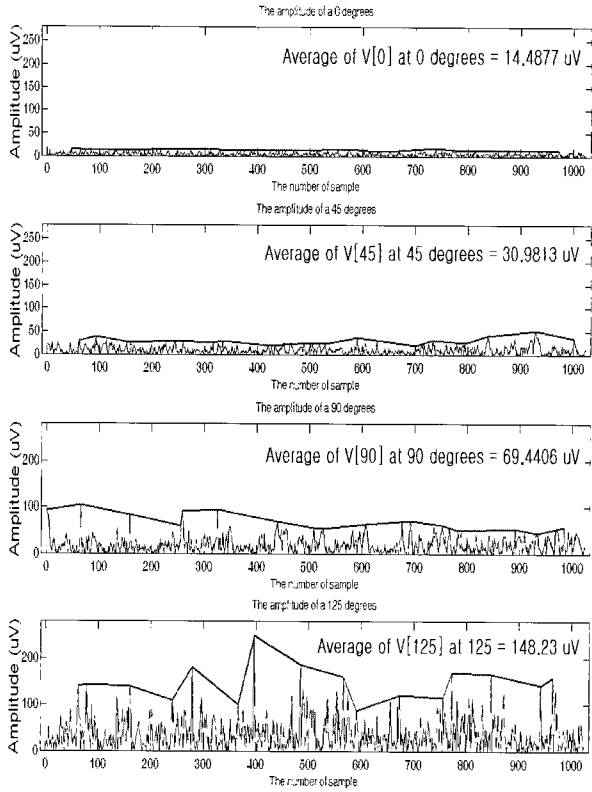 The amplitude of a 0 degrees
Average of V[0] at 0 degrees = 14.4877 uV
Amplitude (uV)
250
200
150
100
50
0
0 100 200 300 400 500 600 700 800 900 1000
The number of sample
The amplitude of a 45 degrees
Average of V[45] at 45 degrees = 30.9813 uV
Amplitude (uV)
250
200
150
100
50
0
0 100 200 300 400 500 600 700 800 900 1000
The number of sample
The amplitude of a 90 degrees
Average of V[90] at 90 degrees = 69.4406 uV
Amplitude (uV)
200
100
0
0 100 200 300 400 500 600 700 800 900 1000
The number of sample
The amplitude of a 125 degrees
Average of V[125] at 125 = 148.23 uV
Amplitude (uV)
200
100
0
0 100 200 300 400 500 600 700 800 900 1000
The number of sample